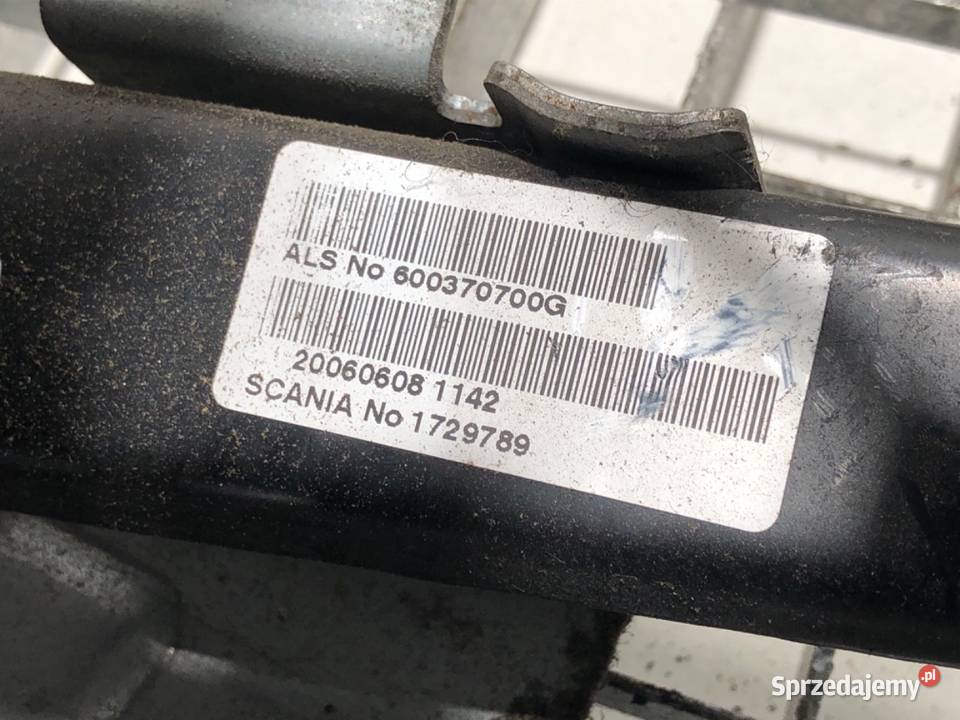 ALS No 600370700G
20060608 1142
SCANIA No 1729789
Sprzedajemy.pl